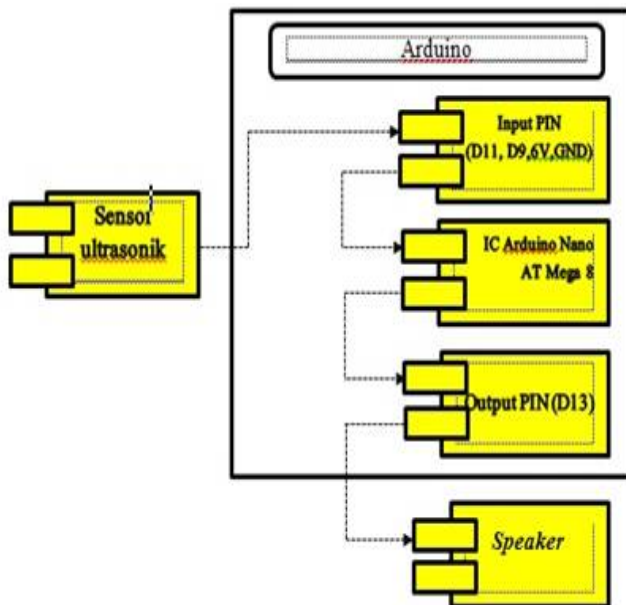 Arduino
Input PIN
(D11, D9,6V,GND)
Sensor
ultrasonik
IC Arduino Nano
AT Mega 8
Output PIN (D13)
Speaker